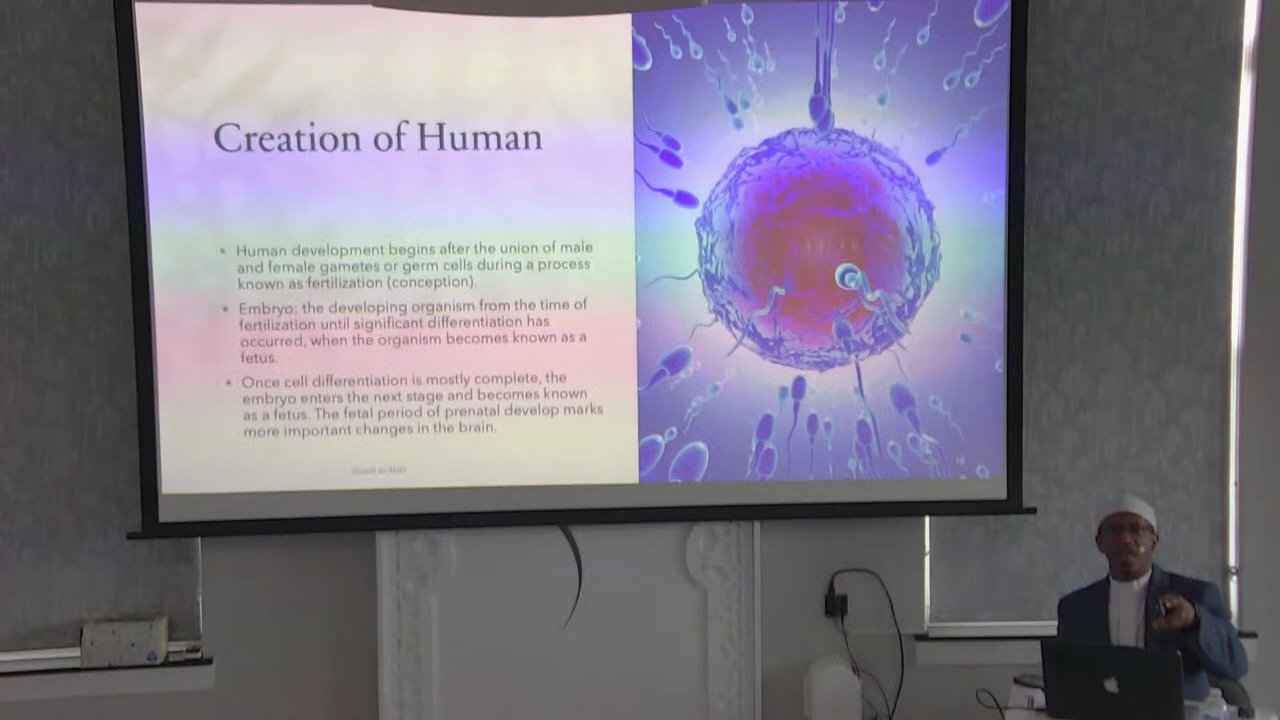 Creation of Human
• Human development begins after the union of male
and female gametes or germ cells during a process
known as fertilization (conception).
• Embryo: the developing organism from the time of
fertilization until significant differentiation has
occurred, when the organism becomes known as a
fetus.
• Once cell differentiation is mostly complete, the
embryo enters the next stage and becomes known
as a fetus. The fetal period of prenatal develop marks
more important changes in the brain.